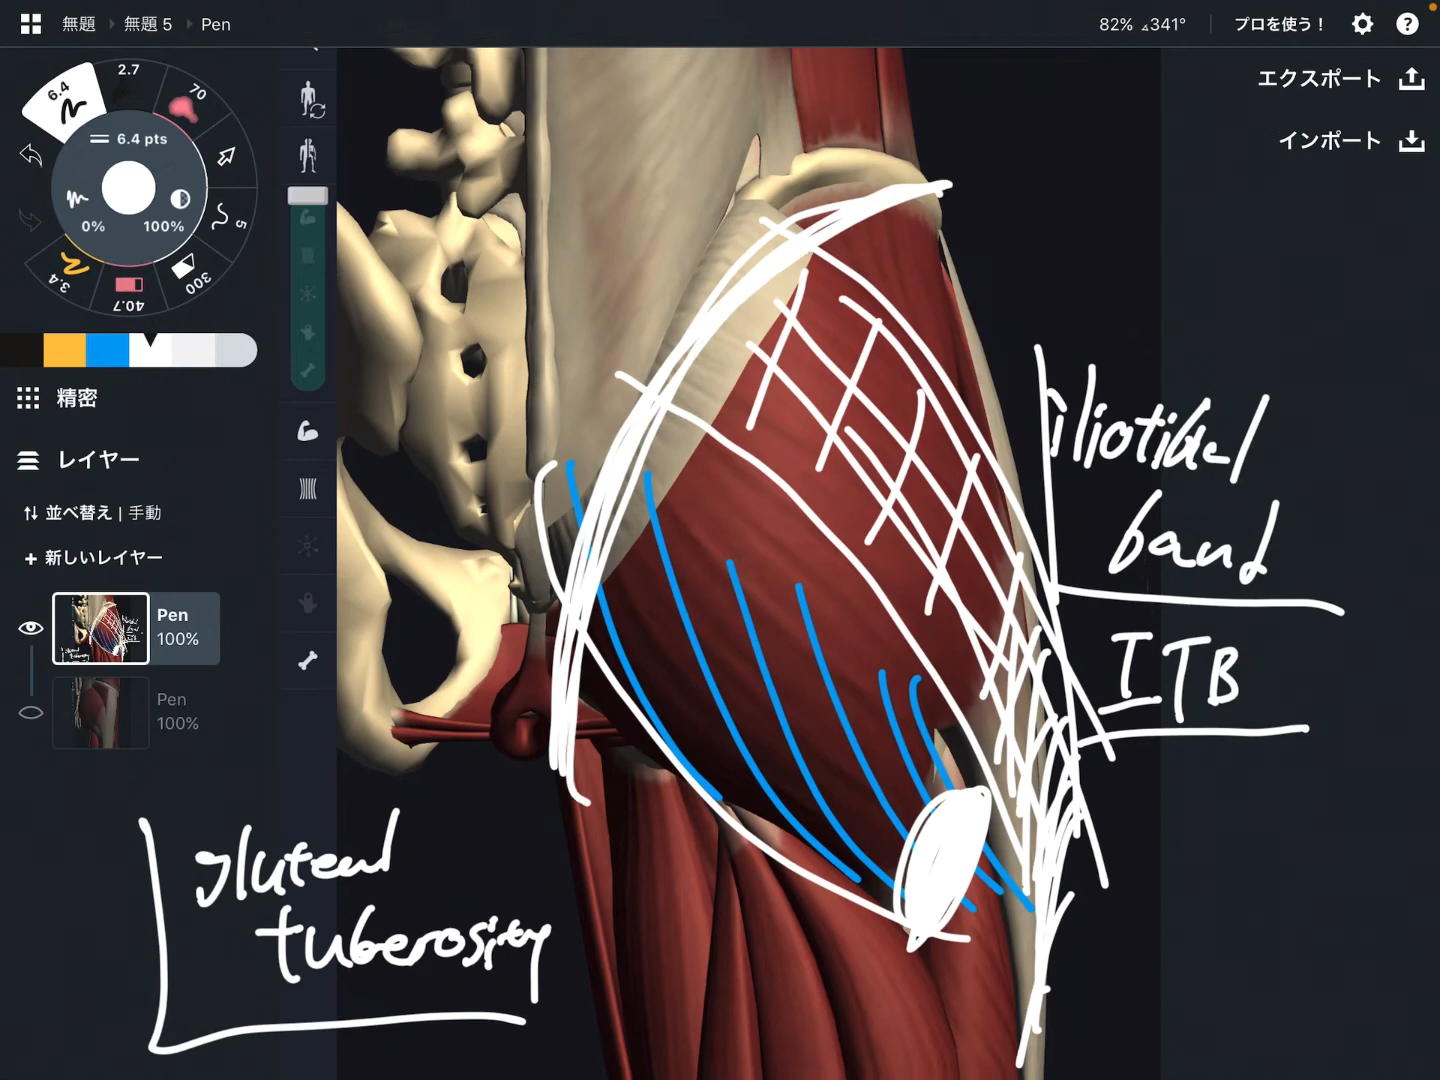 無題 無題 5 Pen
82% ⦟341°
プロを使う！
エクスポート
インポート
2.7
6.4
70
6.4 pts
0% 100%
5
3.4
40.7
300
精密
レイヤー
並べ替え | 手動
+ 新しいレイヤー
Pen
100%
Pen
100%
iliotibial
band
ITB
gluteal
tuberosity